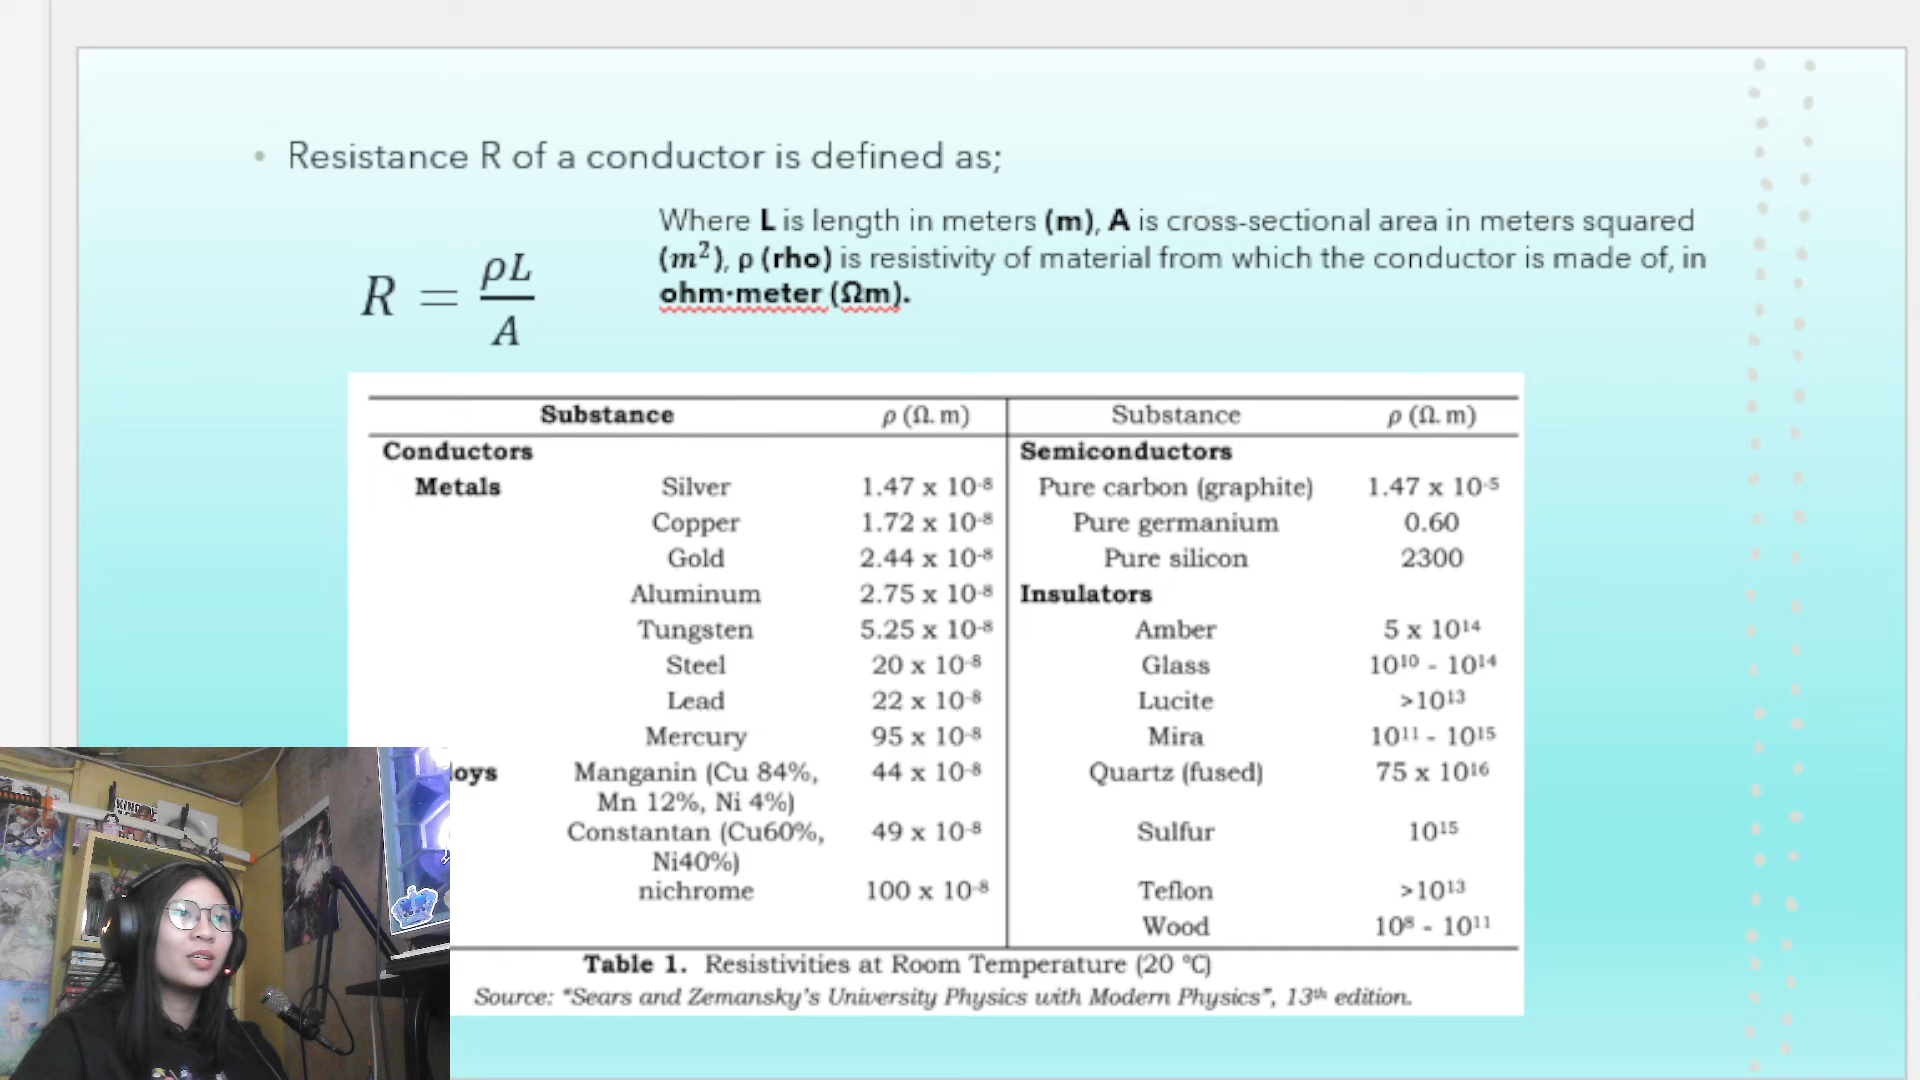 • Resistance R of a conductor is defined as;
Where L is length in meters (m), A is cross-sectional area in meters squared
(m²), ρ (rho) is resistivity of material from which the conductor is made of, in
ohm·meter (Ωm).
R = ρL/A
Substance ρ (Ω. m) Substance ρ (Ω. m)
Conductors Semiconductors
Metals Silver 1.47 x 10⁻⁸ Pure carbon (graphite) 1.47 x 10⁻⁵
Copper 1.72 x 10⁻⁸ Pure germanium 0.60
Gold 2.44 x 10⁻⁸ Pure silicon 2300
Aluminum 2.75 x 10⁻⁸ Insulators
Tungsten 5.25 x 10⁻⁸ Amber 5 x 10¹⁴
Steel 20 x 10⁻⁸ Glass 10¹⁰ - 10¹⁴
Lead 22 x 10⁻⁸ Lucite >10¹³
Mercury 95 x 10⁻⁸ Mira 10¹¹ - 10¹⁵
loys Manganin (Cu 84%, 44 x 10⁻⁸ Quartz (fused) 75 x 10¹⁶
Mn 12%, Ni 4%)
Constantan (Cu60%, 49 x 10⁻⁸ Sulfur 10¹⁵
Ni40%)
nichrome 100 x 10⁻⁸ Teflon >10¹³
Wood 10⁸ - 10¹¹
Table 1. Resistivities at Room Temperature (20 °C)
Source: "Sears and Zemansky's University Physics with Modern Physics", 13th edition.